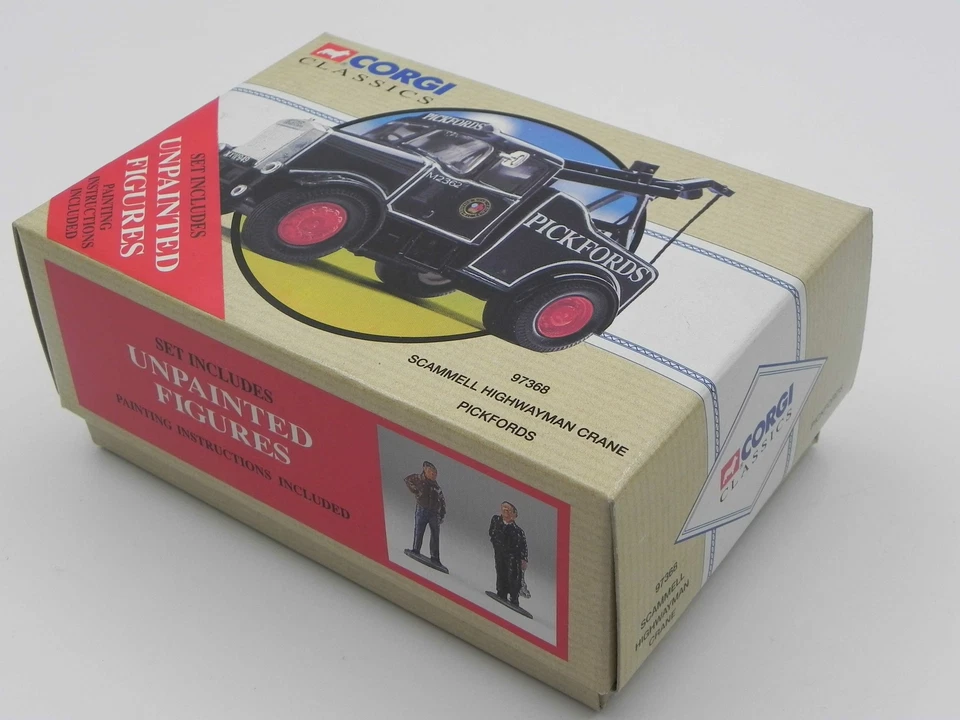 CORGI
CLASSICS
SET INCLUDES
UNPAINTED
FIGURES
PAINTING
INSTRUCTIONS
INCLUDED
PICKFORDS
M2362
PICKFORDS
97368
SCAMMELL HIGHWAYMAN CRANE
PICKFORDS
SET INCLUDES
UNPAINTED
FIGURES
PAINTING INSTRUCTIONS INCLUDED
CORGI
CLASSICS
97368
SCAMMELL
HIGHWAYMAN
CRANE